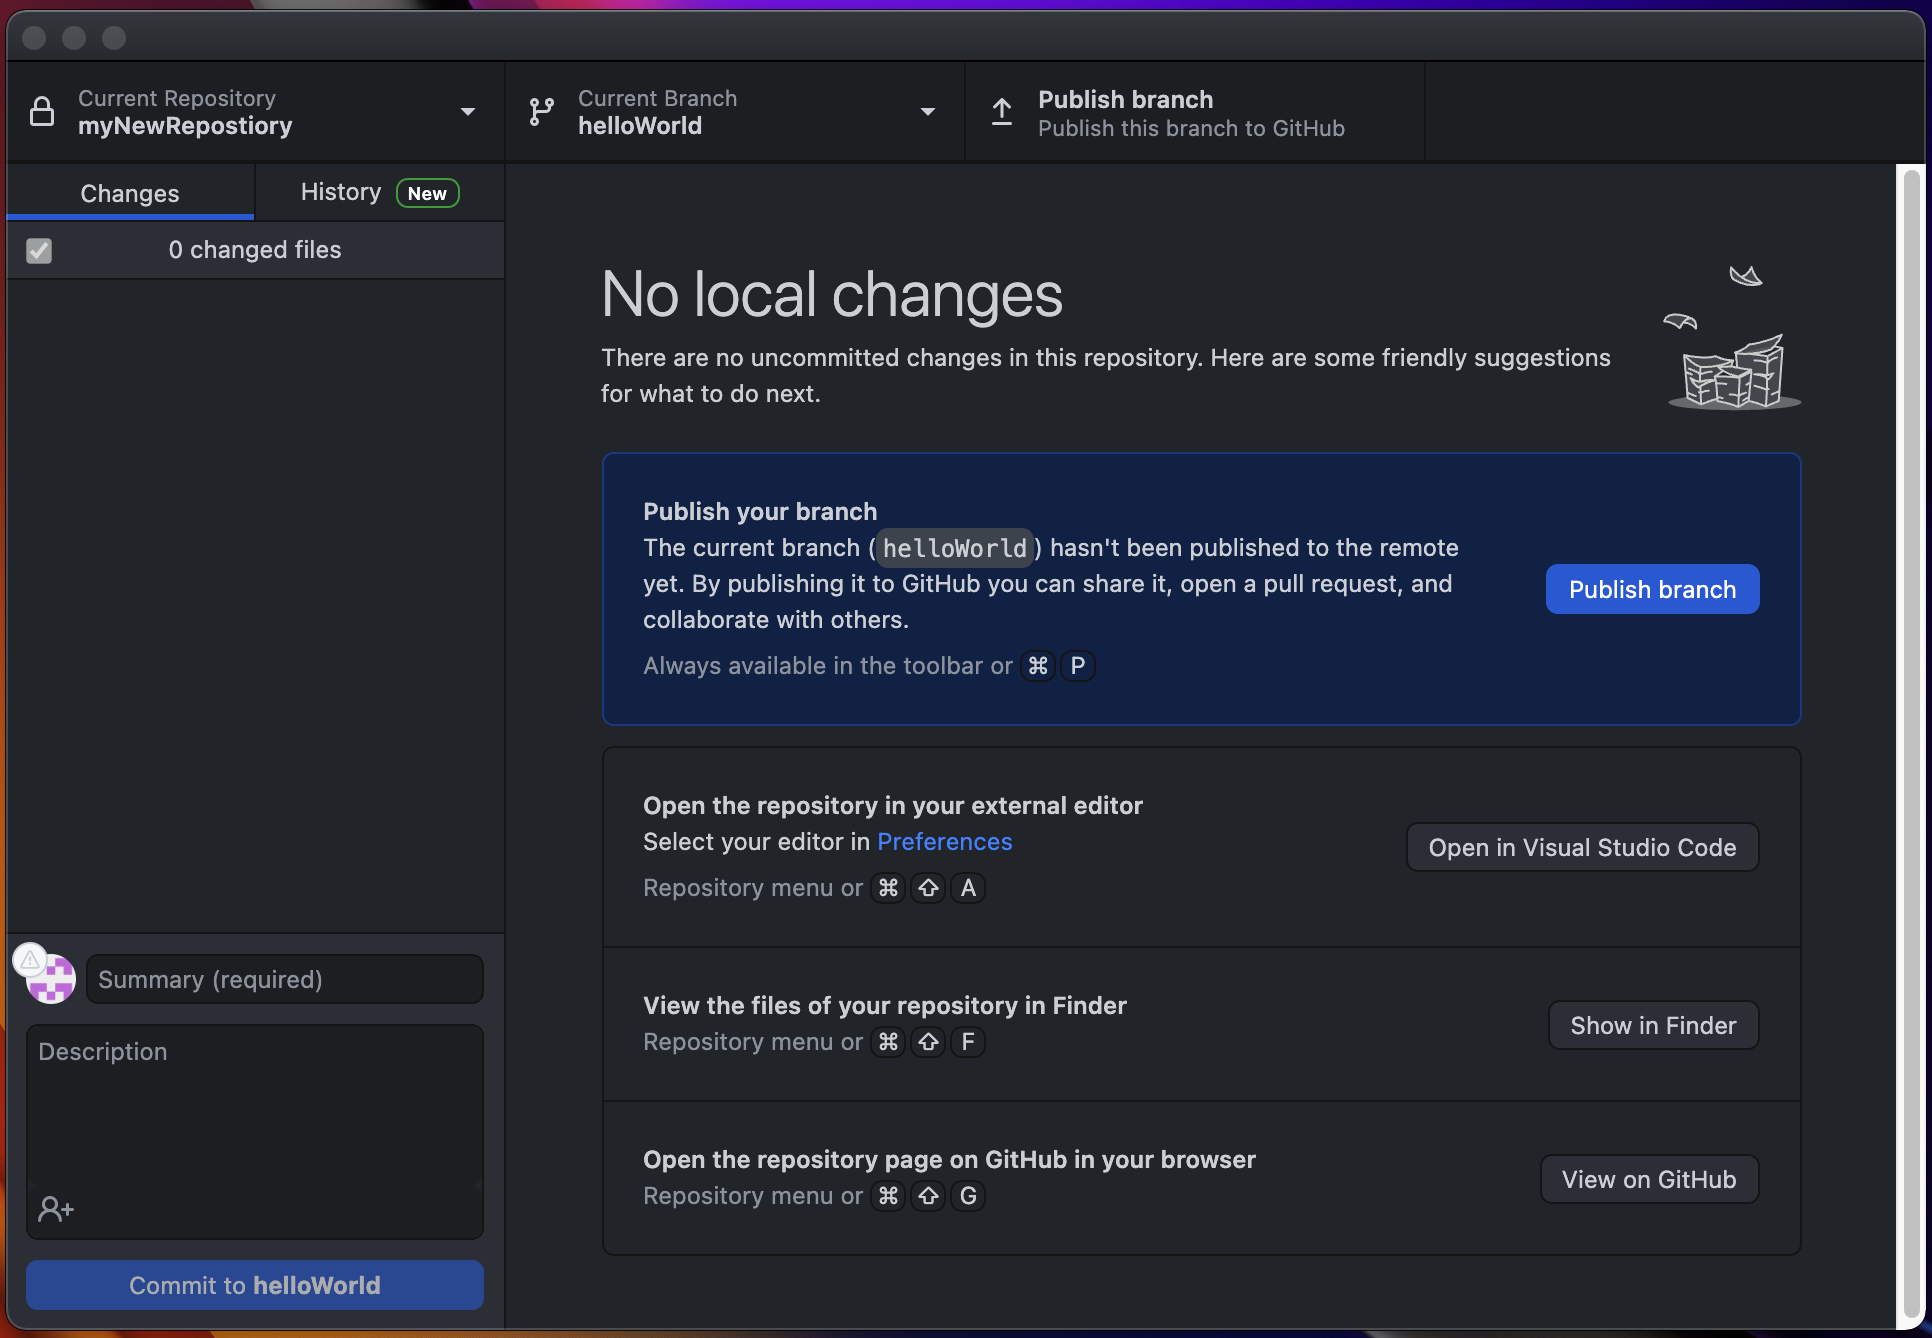 Current Repository
myNewRepostiory
Current Branch
helloWorld
Publish branch
Publish this branch to GitHub
Changes
History New
0 changed files
No local changes
There are no uncommitted changes in this repository. Here are some friendly suggestions
for what to do next.
Publish your branch
The current branch (helloWorld) hasn't been published to the remote
yet. By publishing it to GitHub you can share it, open a pull request, and
collaborate with others.
Always available in the toolbar or ⌘ P
Publish branch
Open the repository in your external editor
Select your editor in Preferences
Repository menu or ⌘ ⇧ A
Open in Visual Studio Code
View the files of your repository in Finder
Repository menu or ⌘ ⇧ F
Show in Finder
Open the repository page on GitHub in your browser
Repository menu or ⌘ ⇧ G
View on GitHub
Summary (required)
Description
Commit to helloWorld